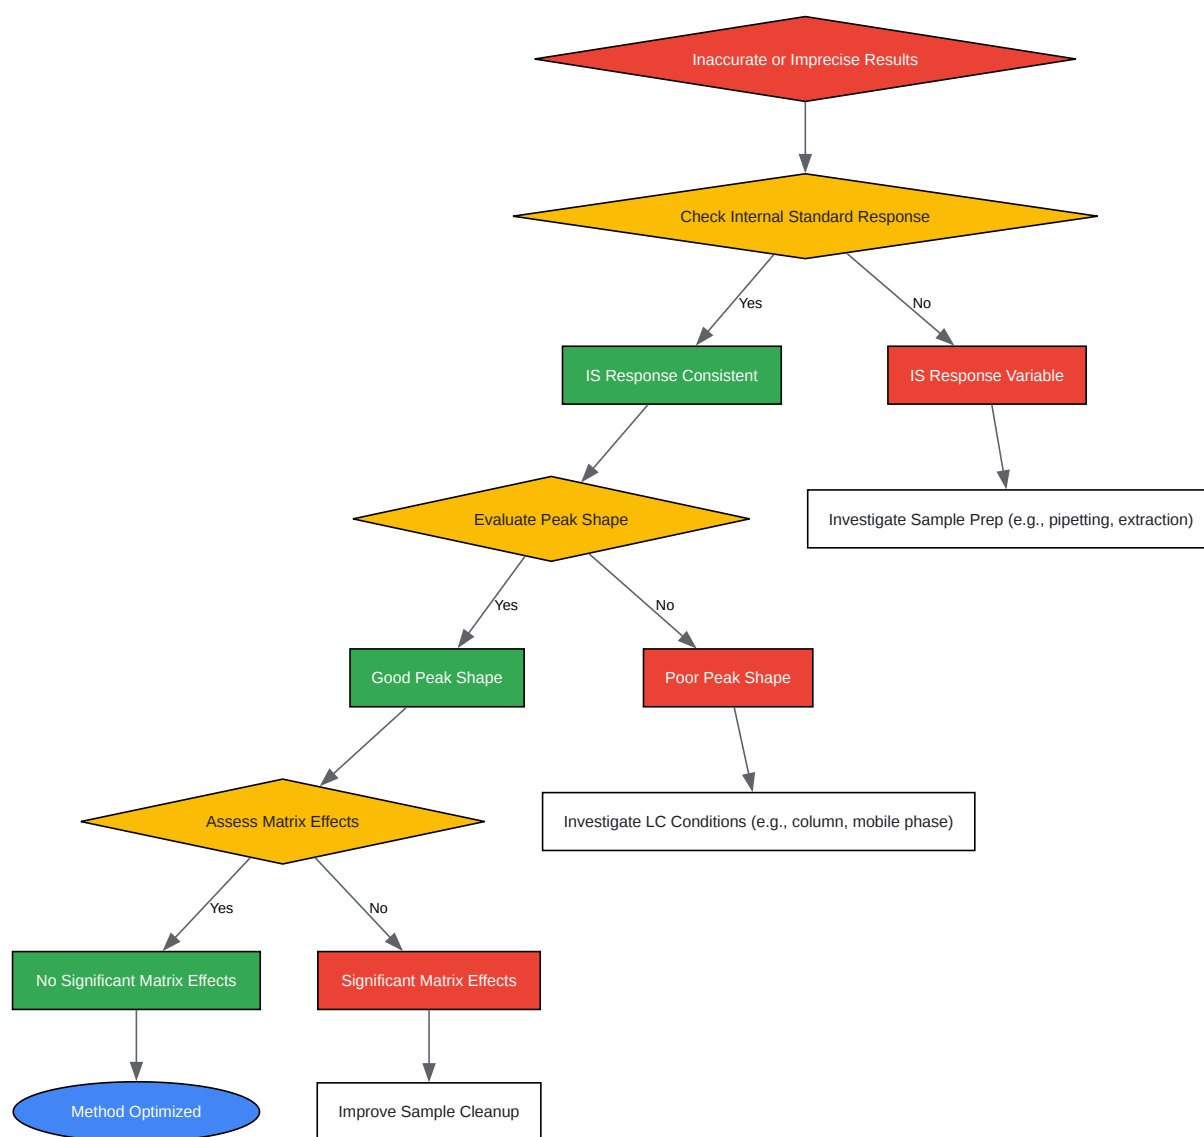 Inaccurate or Imprecise Results
Check Internal Standard Response
Yes
No
IS Response Consistent
IS Response Variable
Evaluate Peak Shape
Investigate Sample Prep (e.g., pipetting, extraction)
Yes
No
Good Peak Shape
Poor Peak Shape
Assess Matrix Effects
Investigate LC Conditions (e.g., column, mobile phase)
Yes
No
No Significant Matrix Effects
Significant Matrix Effects
Method Optimized
Improve Sample Cleanup